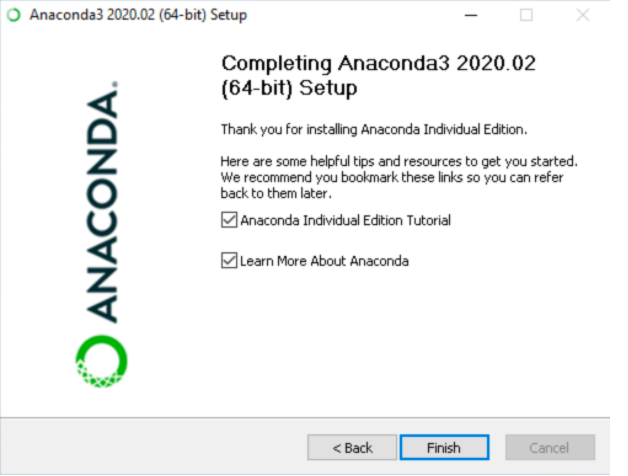 Anaconda3 2020.02 (64-bit) Setup
Completing Anaconda3 2020.02
(64-bit) Setup
Thank you for installing Anaconda Individual Edition.
Here are some helpful tips and resources to get you started.
We recommend you bookmark these links so you can refer
back to them later.
Anaconda Individual Edition Tutorial
Learn More About Anaconda
ANACONDA.
< Back
Finish
Cancel